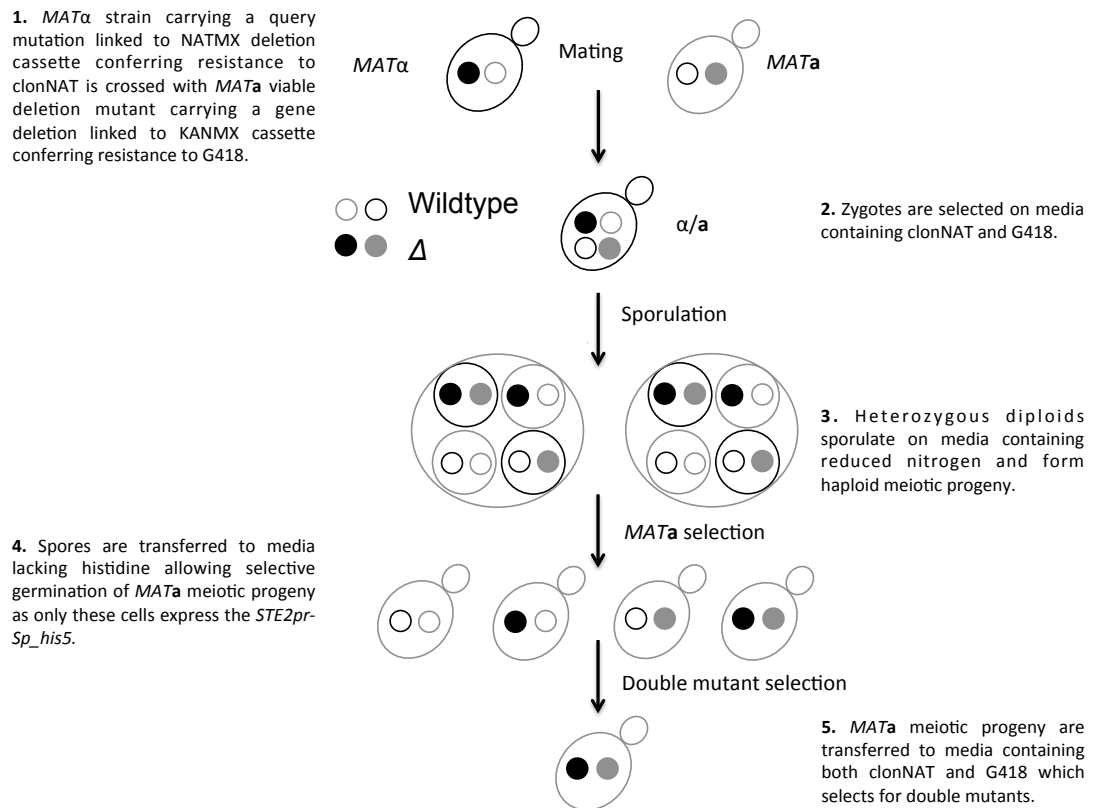 1. MATα strain carrying a query
mutation linked to NATMX deletion
cassette conferring resistance to
clonNAT is crossed with MATa viable
deletion mutant carrying a gene
deletion linked to KANMX cassette
conferring resistance to G418.
MATα
Mating
MATa
Wildtype
Δ
α/a
2. Zygotes are selected on media
containing clonNAT and G418.
Sporulation
3. Heterozygous diploids
sporulate on media containing
reduced nitrogen and form
haploid meiotic progeny.
MATa selection
4. Spores are transferred to media
lacking histidine allowing selective
germination of MATa meiotic progeny
as only these cells express the STE2pr-
Sp_his5.
Double mutant selection
5. MATa meiotic progeny are
transferred to media containing
both clonNAT and G418 which
selects for double mutants.